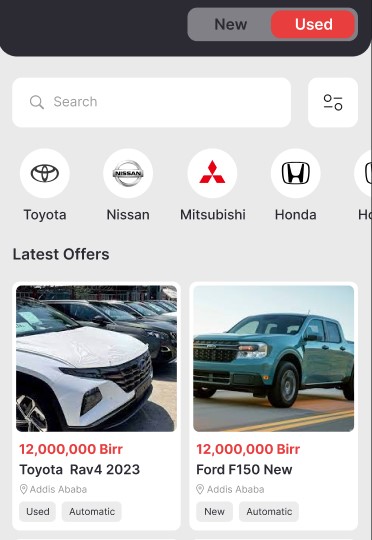 New Used
Search
NISSAN
Toyota Nissan Mitsubishi Honda Ho
Latest Offers
12,000,000 Birr
Toyota Rav4 2023
Addis Ababa
Used Automatic
12,000,000 Birr
Ford F150 New
Addis Ababa
New Automatic